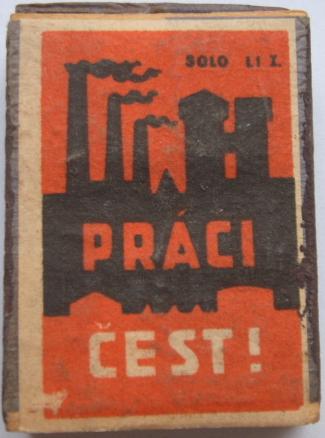 SOLO Li I.
PRÁCI
ČEST!